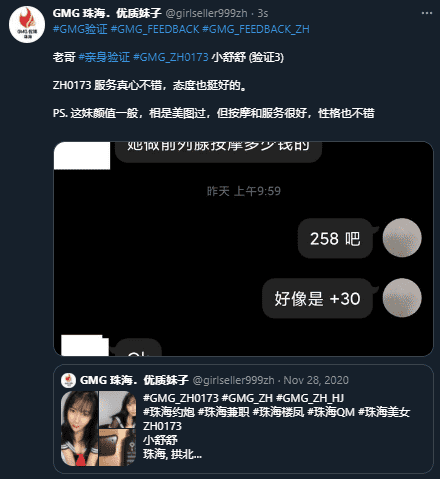 GMG 珠海．优质妹子 @girlseller999zh · 3s
#GMG验证 #GMG_FEEDBACK #GMG_FEEDBACK_ZH
老哥 #亲身验证 #GMG_ZH0173 小舒舒 (验证3)
ZH0173 服务真心不错，态度也挺好的。
PS. 这妹颜值一般，相是美图过，但按摩和服务很好，性格也不错
她做前列腺按摩多少钱的
昨天 上午9:59
258 吧
好像是 +30
GMG 珠海．优质妹子 @girlseller999zh · Nov 28, 2020
#GMG_ZH0173 #GMG_ZH #GMG_ZH_HJ
#珠海约炮 #珠海兼职 #珠海楼凤 #珠海QM #珠海美女
ZH0173
小舒舒
珠海, 拱北...